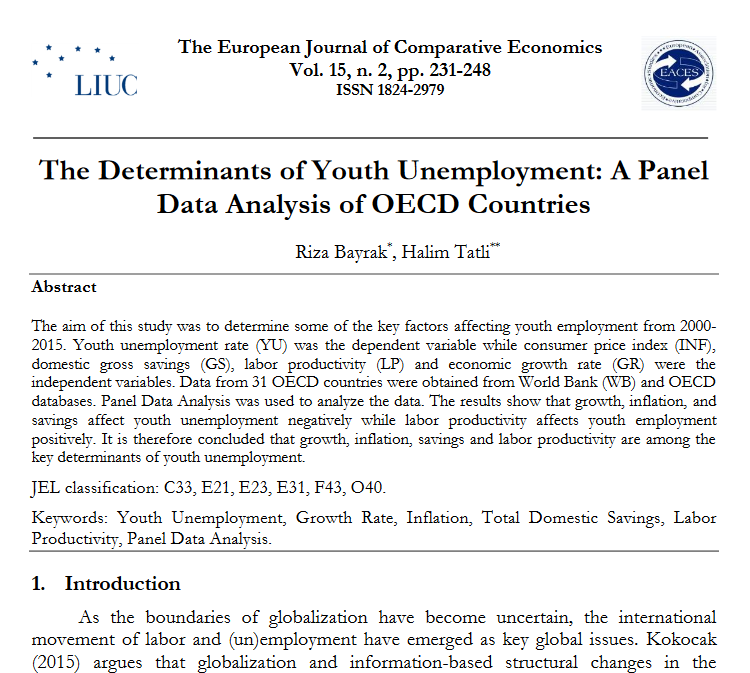 LIUC
The European Journal of Comparative Economics
Vol. 15, n. 2, pp. 231-248
ISSN 1824-2979
EACES
The Determinants of Youth Unemployment: A Panel
Data Analysis of OECD Countries
Riza Bayrak*, Halim Tatli**
Abstract
The aim of this study was to determine some of the key factors affecting youth employment from 2000-
2015. Youth unemployment rate (YU) was the dependent variable while consumer price index (INF),
domestic gross savings (GS), labor productivity (LP) and economic growth rate (GR) were the
independent variables. Data from 31 OECD countries were obtained from World Bank (WB) and OECD
databases. Panel Data Analysis was used to analyze the data. The results show that growth, inflation, and
savings affect youth unemployment negatively while labor productivity affects youth employment
positively. It is therefore concluded that growth, inflation, savings and labor productivity are among the
key determinants of youth unemployment.
JEL classification: C33, E21, E23, E31, F43, O40.
Keywords: Youth Unemployment, Growth Rate, Inflation, Total Domestic Savings, Labor
Productivity, Panel Data Analysis.
1. Introduction
As the boundaries of globalization have become uncertain, the international
movement of labor and (un)employment have emerged as key global issues. Kokocak
(2015) argues that globalization and information-based structural changes in the